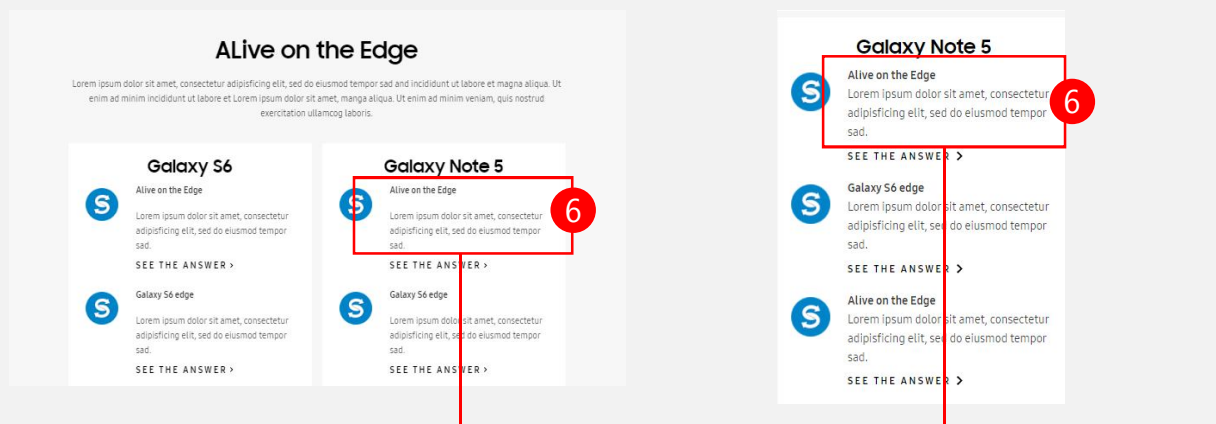 ALive on the Edge
Lorem ipsum dolor sit amet, consectetur adipisficing elit, sed do eiusmod tempor sad and incididunt ut labore et magna aliqua. Ut
enim ad minim incididunt ut labore et Lorem ipsum dolor sit amet, manga aliqua. Ut enim ad minim veniam, quis nostrud
exercitation ullamcog laboris.
Galaxy S6
Alive on the Edge
Lorem ipsum dolor sit amet, consectetur
adipisficing elit, sed do eiusmod tempor
sad.
SEE THE ANSWER >
Galaxy S6 edge
Lorem ipsum dolor sit amet, consectetur
adipisficing elit, sed do eiusmod tempor
sad.
SEE THE ANSWER >
Galaxy Note 5
Alive on the Edge
Lorem ipsum dolor sit amet, consectetur
adipisficing elit, sed do eiusmod tempor
sad.
6
SEE THE ANSWER >
Galaxy S6 edge
Lorem ipsum dolor sit amet, consectetur
adipisficing elit, sed do eiusmod tempor
sad.
SEE THE ANSWER >
Galaxy Note 5
Alive on the Edge
Lorem ipsum dolor sit amet, consectetur
adipisficing elit, sed do eiusmod tempor
sad.
6
SEE THE ANSWER >
Galaxy S6 edge
Lorem ipsum dolor sit amet, consectetur
adipisficing elit, sed do eiusmod tempor
sad.
SEE THE ANSWER >
Alive on the Edge
Lorem ipsum dolor sit amet, consectetur
adipisficing elit, sed do eiusmod tempor
sad.
SEE THE ANSWER >